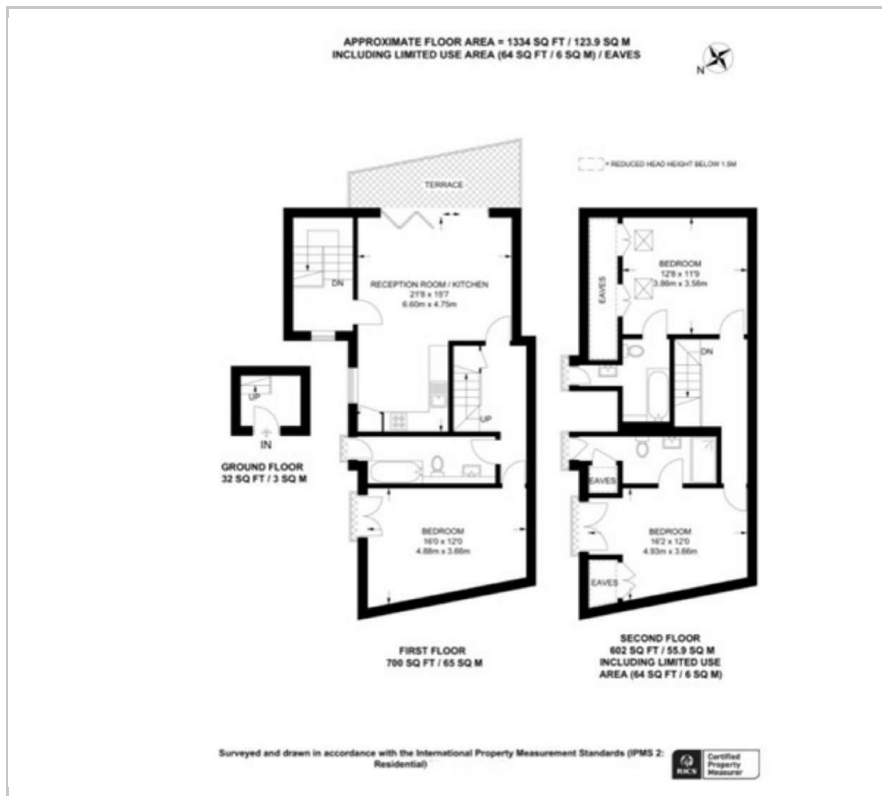 APPROXIMATE FLOOR AREA = 1334 SQ FT / 123.9 SQ M
INCLUDING LIMITED USE AREA (64 SQ FT / 6 SQ M) / EAVES
N
= REDUCED HEAD HEIGHT BELOW 1.5M
TERRACE
DN
RECEPTION ROOM / KITCHEN
21'8 x 15'7
6.60m x 4.75m
UP
BEDROOM
16'0 x 12'0
4.88m x 3.66m
FIRST FLOOR
700 SQ FT / 65 SQ M
UP
IN
GROUND FLOOR
32 SQ FT / 3 SQ M
EAVES
BEDROOM
12'8 x 11'9
3.86m x 3.58m
DN
EAVES
BEDROOM
16'2 x 12'0
4.93m x 3.66m
EAVES
SECOND FLOOR
602 SQ FT / 55.9 SQ M
INCLUDING LIMITED USE
AREA (64 SQ FT / 6 SQ M)
Surveyed and drawn in accordance with the International Property Measurement Standards (IPMS 2:
Residential)
RICS
Certified
Property
Measurer